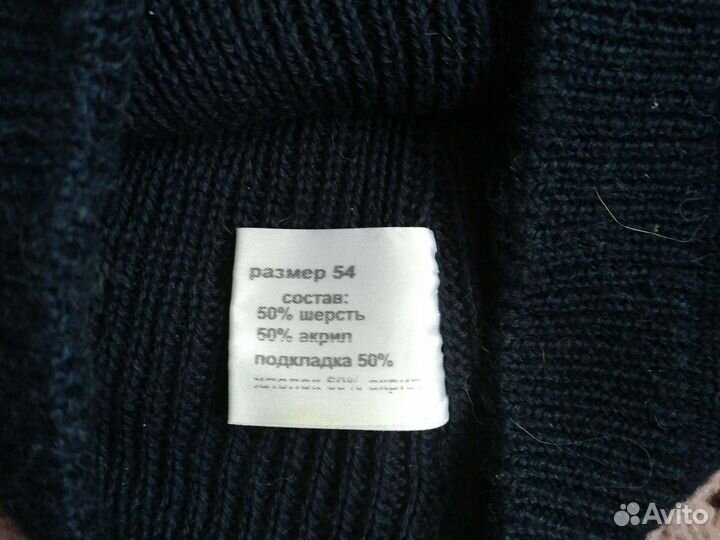 размер 54
состав:
50% шерсть
50% акрил
подкладка 50%
хлопок 50% акрил
Avito